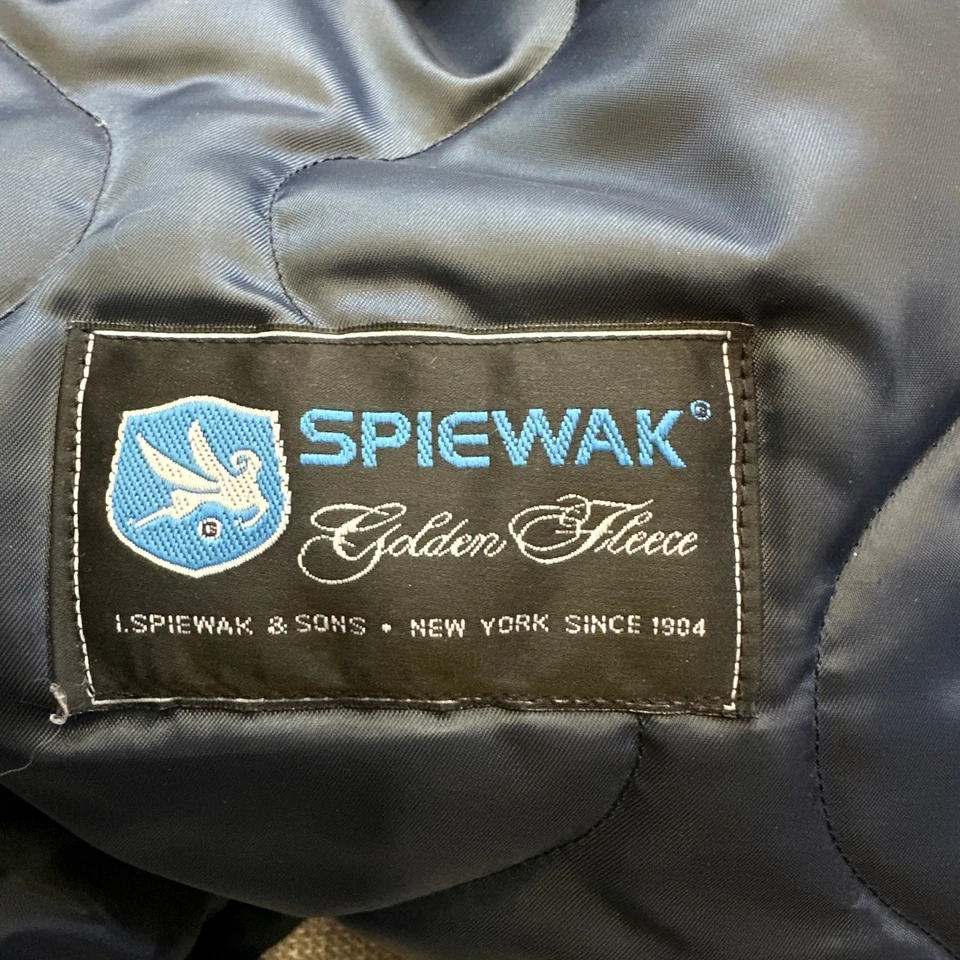 SPIEWAK®
Golden Fleece
I.SPIEWAK & SONS • NEW YORK SINCE 1904